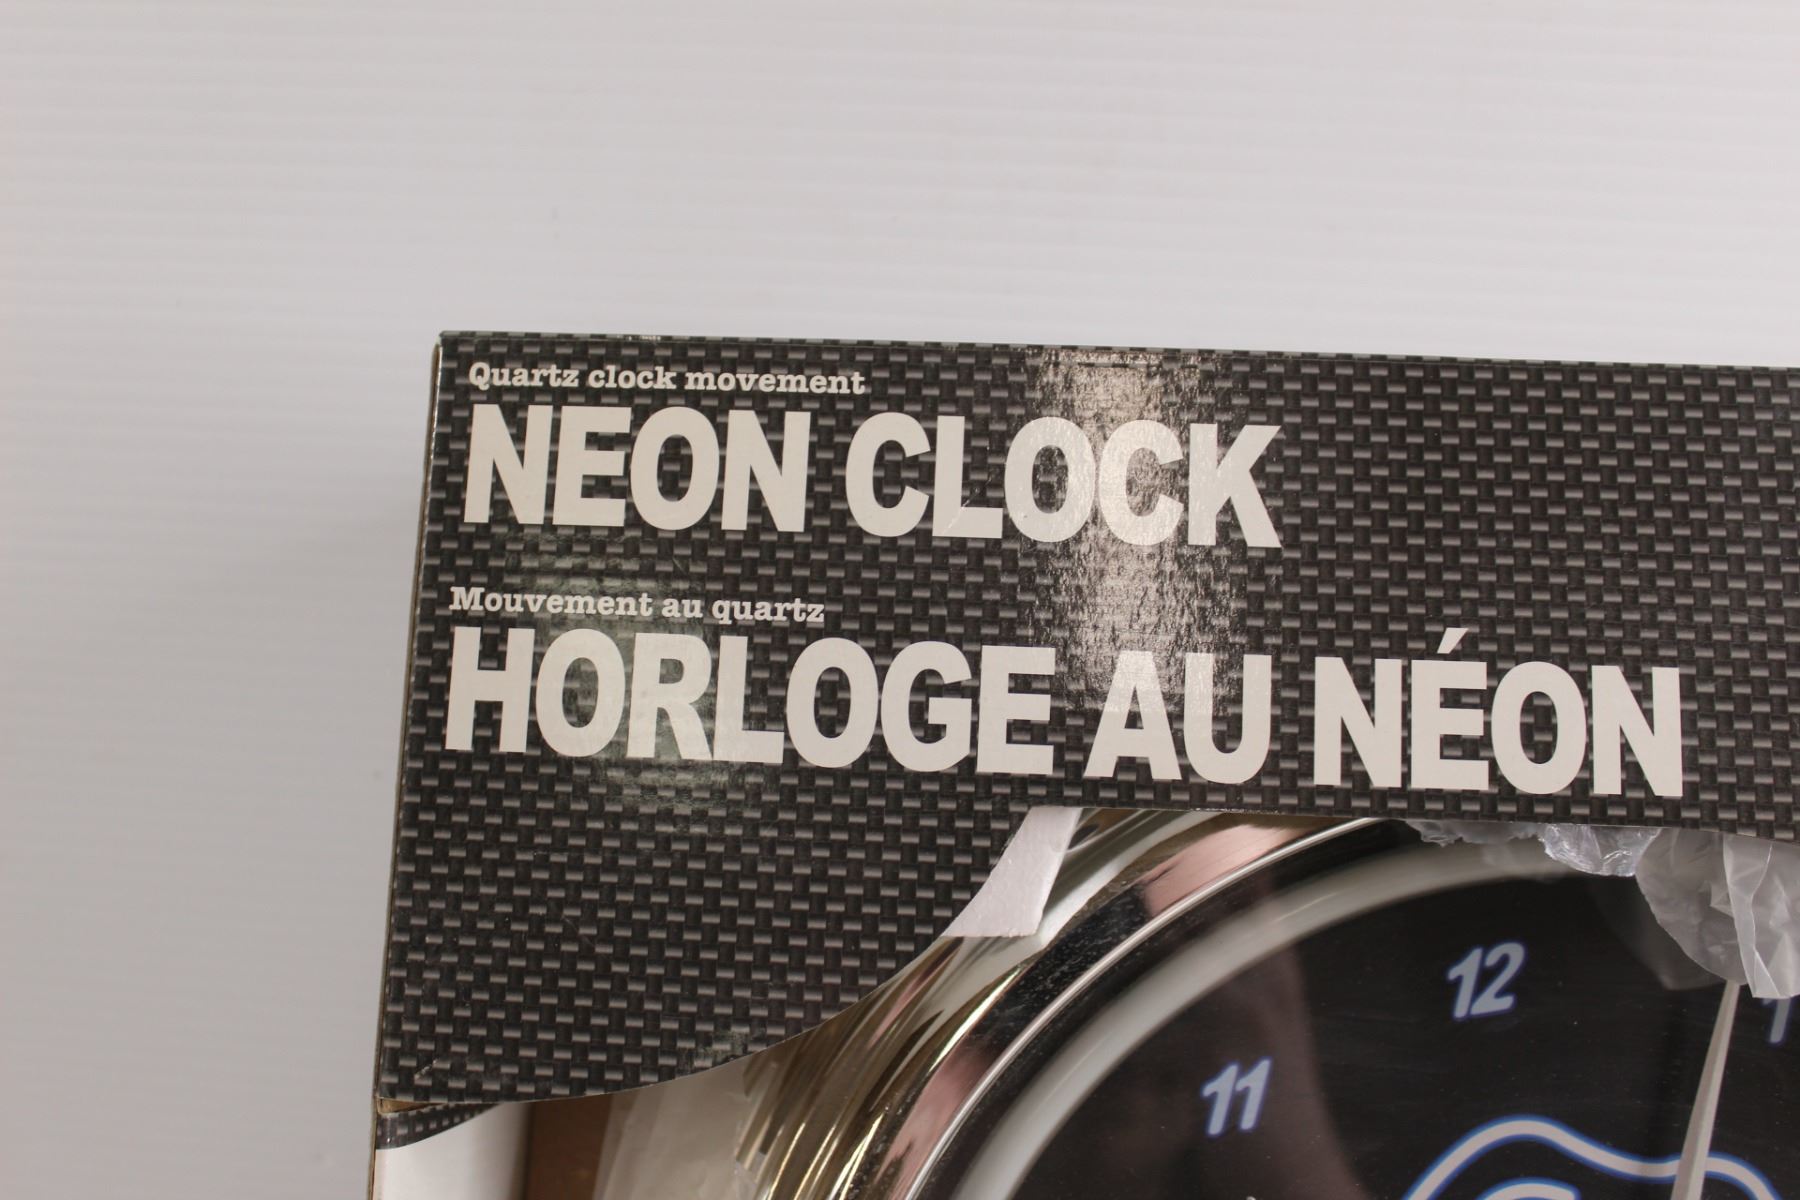 Quartz clock movement
NEON CLOCK
Mouvement au quartz
HORLOGE AU NÉON
12
11